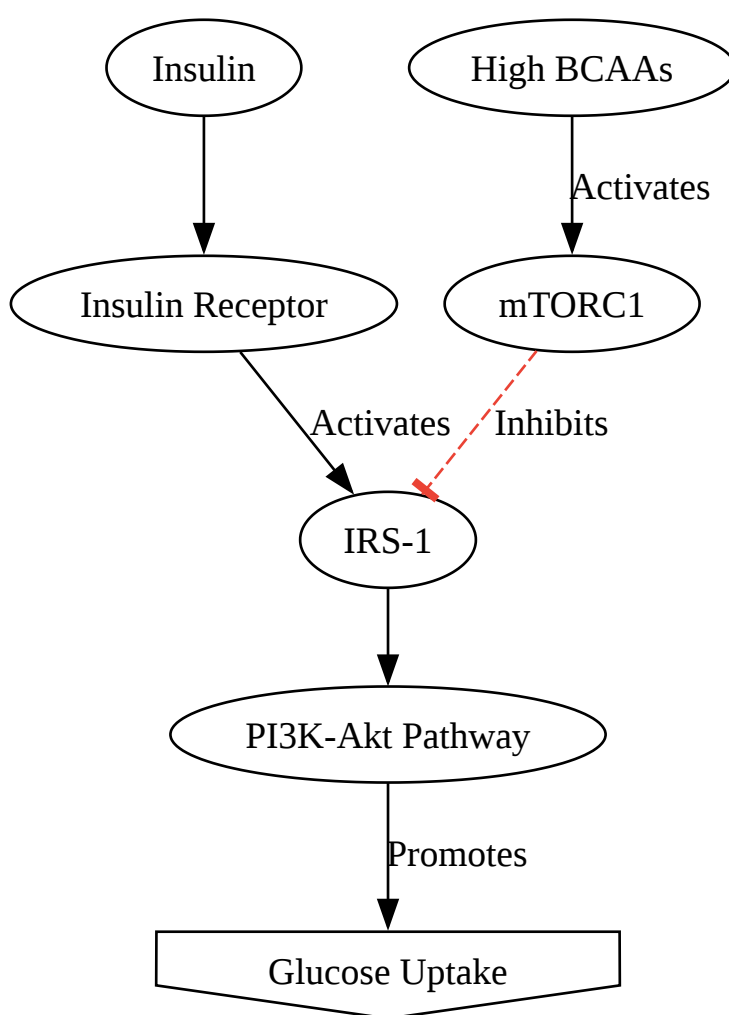 Insulin
High BCAAs
Activates
Insulin Receptor
mTORC1
Activates
Inhibits
IRS-1
PI3K-Akt Pathway
Promotes
Glucose Uptake